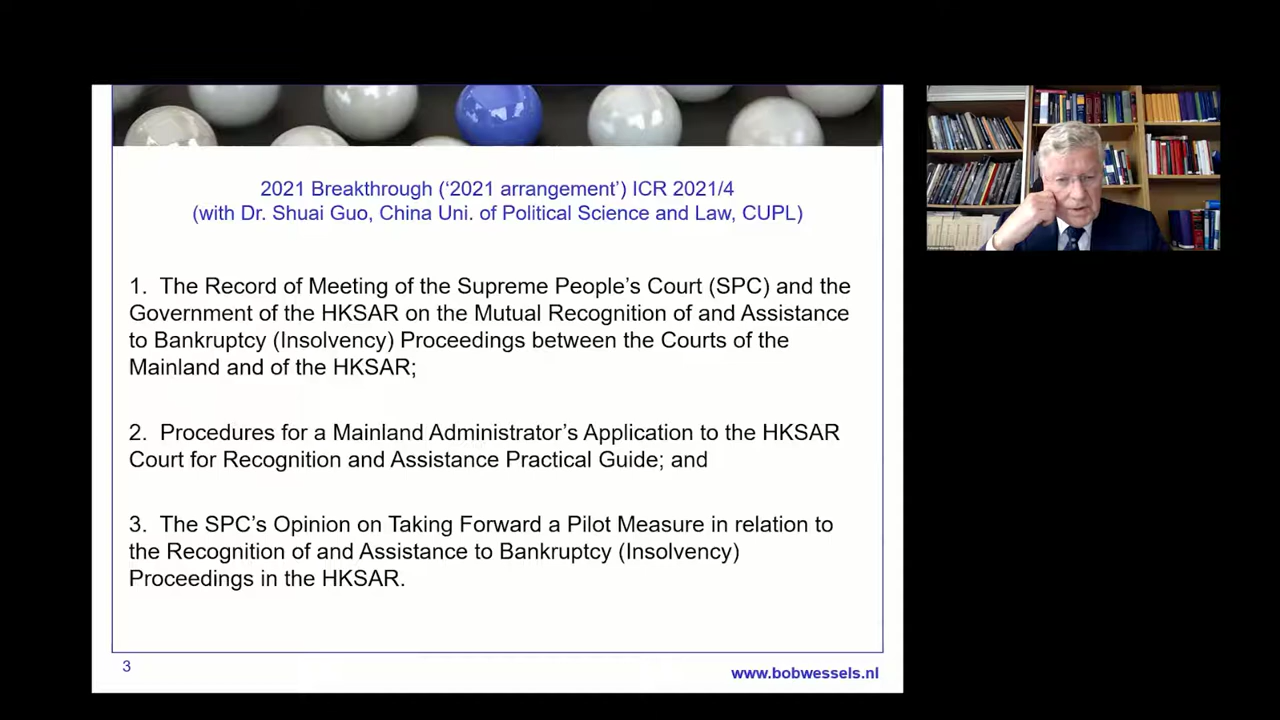 2021 Breakthrough (‘2021 arrangement’) ICR 2021/4
(with Dr. Shuai Guo, China Uni. of Political Science and Law, CUPL)
1. The Record of Meeting of the Supreme People’s Court (SPC) and the
Government of the HKSAR on the Mutual Recognition of and Assistance
to Bankruptcy (Insolvency) Proceedings between the Courts of the
Mainland and of the HKSAR;
2. Procedures for a Mainland Administrator’s Application to the HKSAR
Court for Recognition and Assistance Practical Guide; and
3. The SPC’s Opinion on Taking Forward a Pilot Measure in relation to
the Recognition of and Assistance to Bankruptcy (Insolvency)
Proceedings in the HKSAR.
3
www.bobwessels.nl